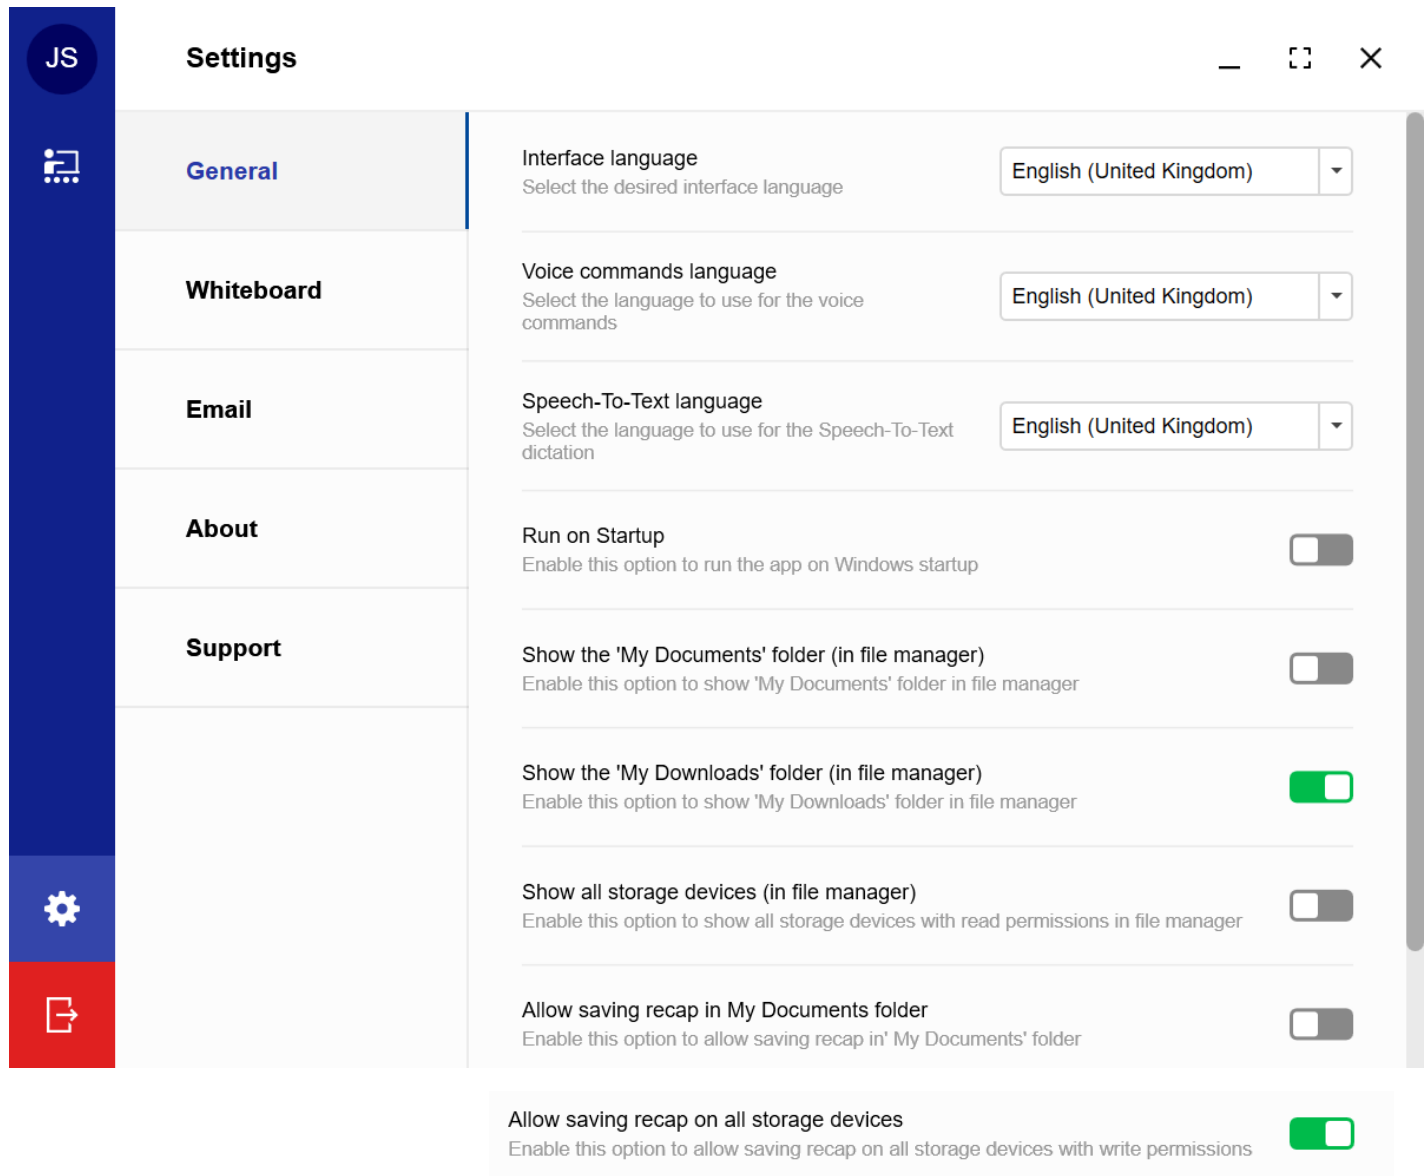 JS
Settings
General
Whiteboard
Email
About
Support
Interface language
Select the desired interface language
English (United Kingdom)
Voice commands language
Select the language to use for the voice
commands
English (United Kingdom)
Speech-To-Text language
Select the language to use for the Speech-To-Text
dictation
English (United Kingdom)
Run on Startup
Enable this option to run the app on Windows startup
Show the 'My Documents' folder (in file manager)
Enable this option to show 'My Documents' folder in file manager
Show the 'My Downloads' folder (in file manager)
Enable this option to show 'My Downloads' folder in file manager
Show all storage devices (in file manager)
Enable this option to show all storage devices with read permissions in file manager
Allow saving recap in My Documents folder
Enable this option to allow saving recap in' My Documents' folder
Allow saving recap on all storage devices
Enable this option to allow saving recap on all storage devices with write permissions